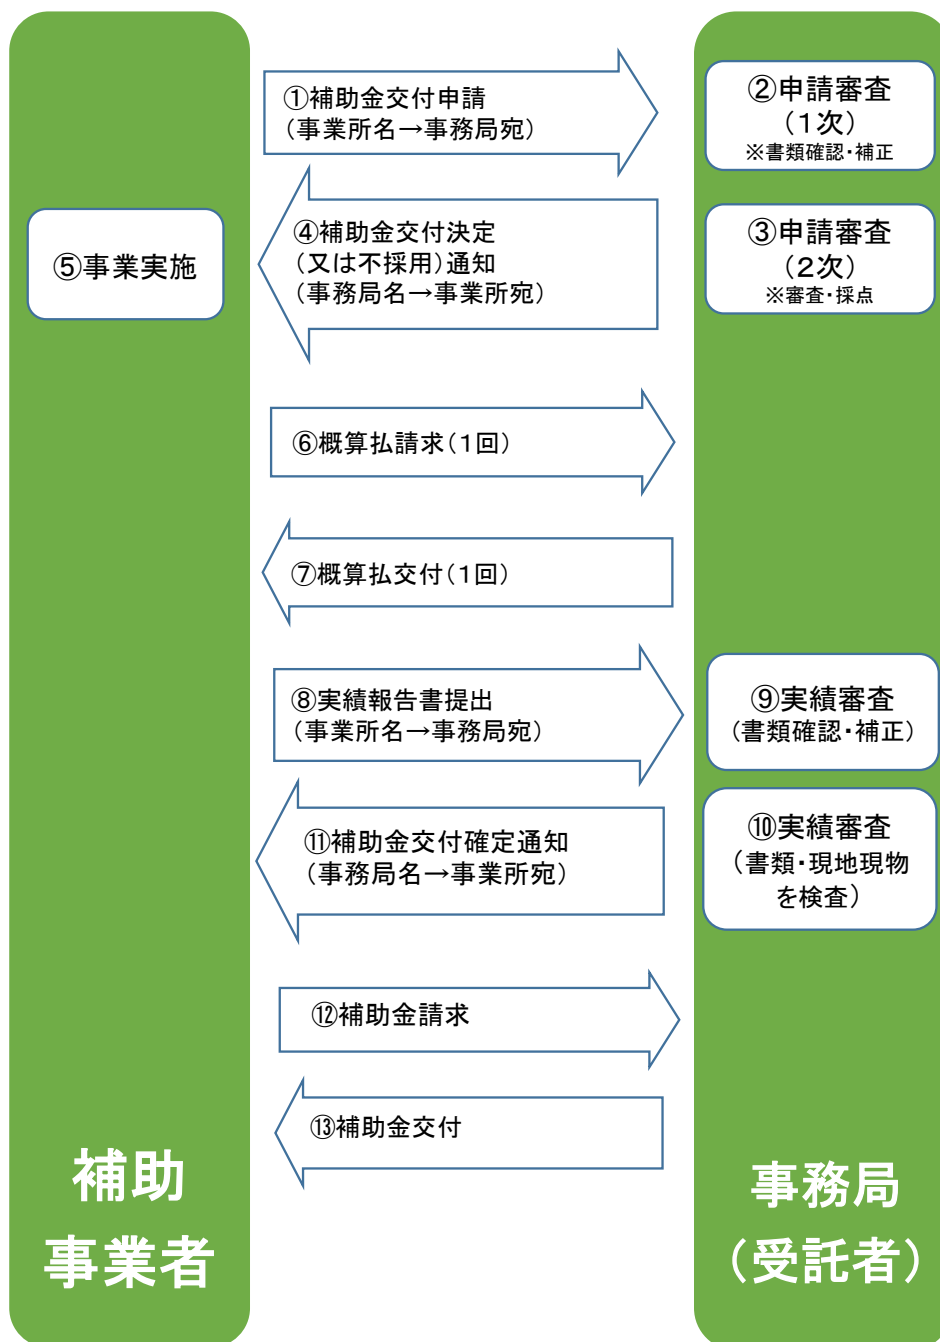 ①補助金交付申請
(事業所名→事務局宛)
②申請審査
(1次)
※書類確認・補正
③申請審査
(2次)
※審査・採点
④補助金交付決定
(又は不採用)通知
(事務局名→事業所宛)
⑤事業実施
⑥概算払請求(1回)
⑦概算払交付(1回)
⑧実績報告書提出
(事業所名→事務局宛)
⑨実績審査
(書類確認・補正)
⑩実績審査
(書類・現地現物
を検査)
⑪補助金交付確定通知
(事務局名→事業所宛)
⑫補助金請求
⑬補助金交付
補助
事業者
事務局
(受託者)